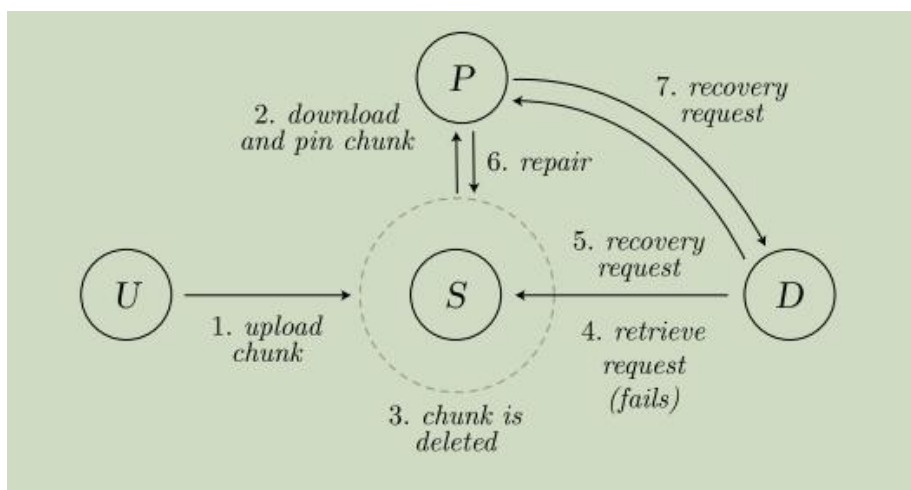 P
7. recovery
request
2. download
and pin chunk
6. repair
5. recovery
request
U
S
D
1. upload
chunk
4. retrieve
request
(fails)
3. chunk is
deleted